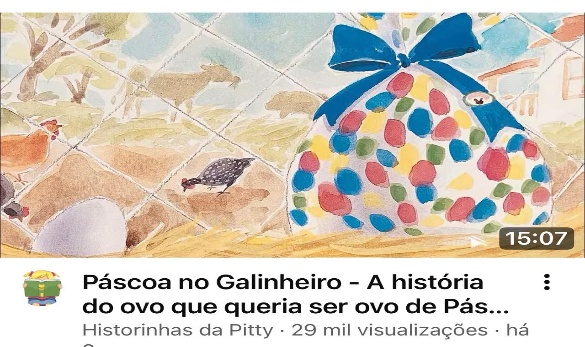 15:07
Páscoa no Galinheiro - A história
do ovo que queria ser ovo de Pás...
Historinhas da Pitty · 29 mil visualizações · há